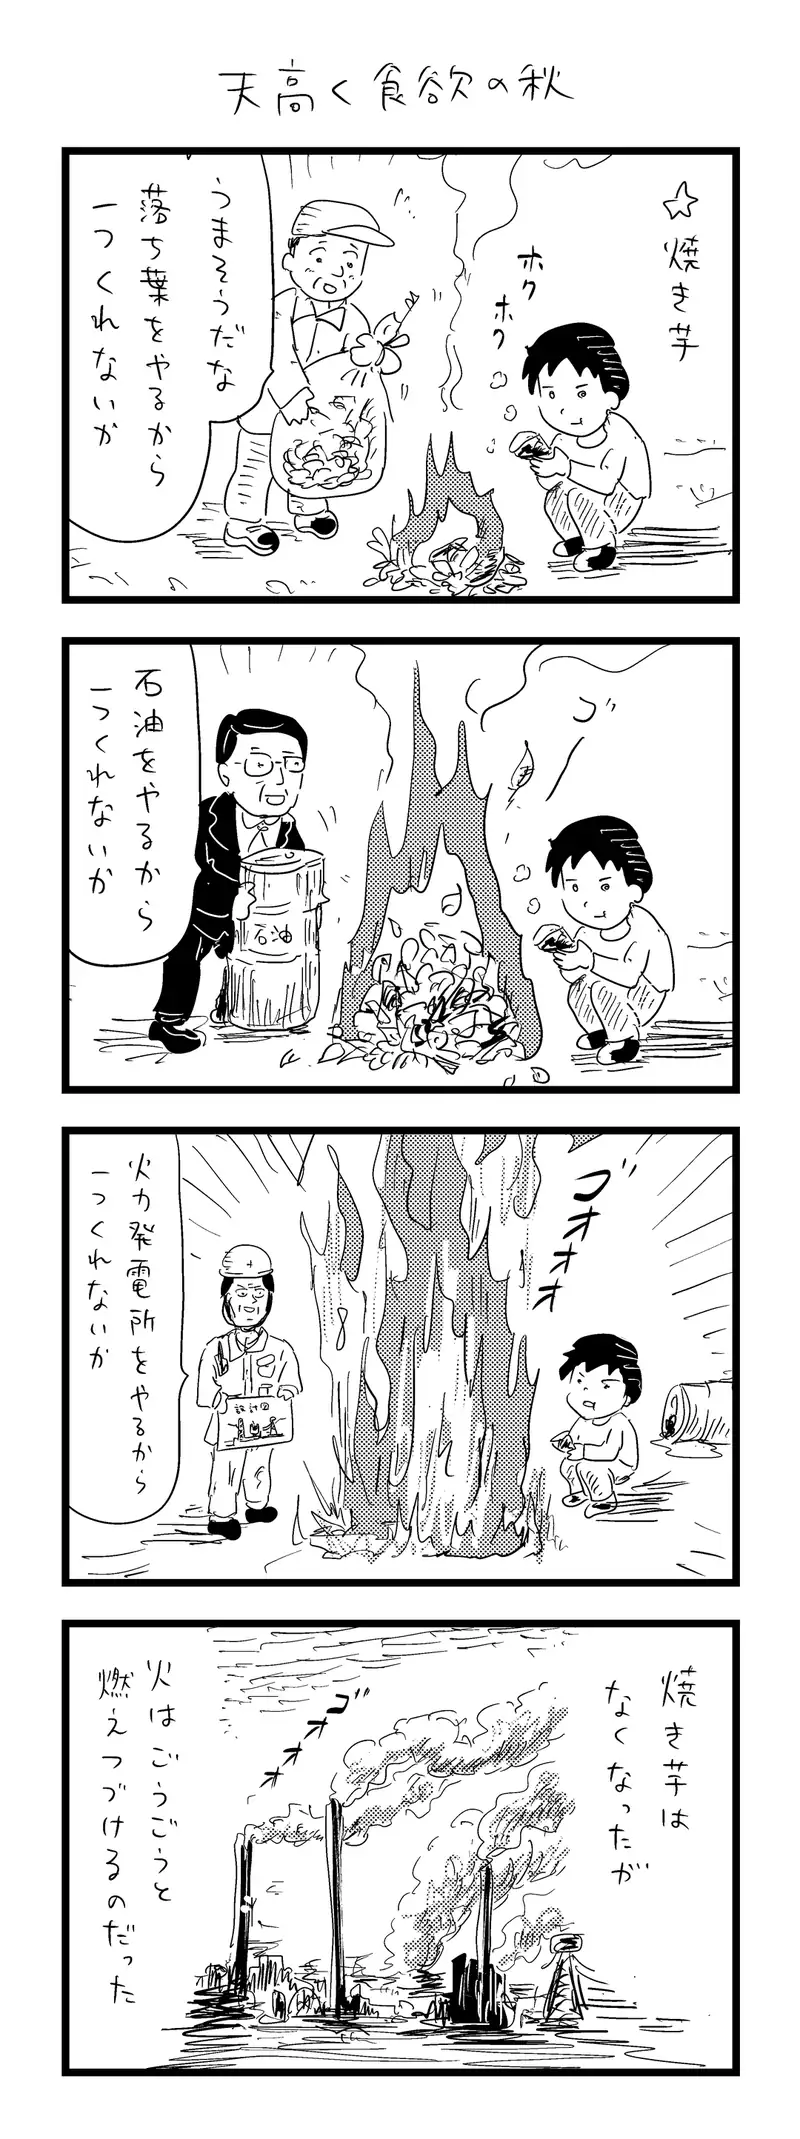 天高く食欲の秋
☆焼き芋
ホク
ホク
うまそうだな
落ち葉をやるから
一つくれないか
ゴーッ
石油をやるから
一つくれないか
石油
ゴオオオオ
火力発電所をやるから
一つくれないか
設計図
焼き芋は
なくなったが
ゴオオオオ
火はごうごうと
燃えつづけるのだった